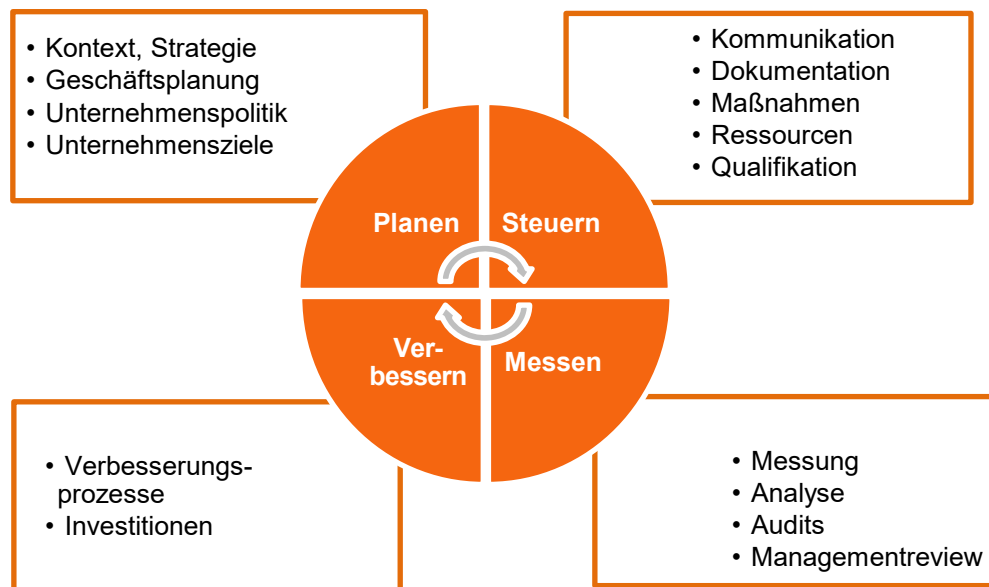 • Kontext, Strategie
• Geschäftsplanung
• Unternehmenspolitik
• Unternehmensziele
• Kommunikation
• Dokumentation
• Maßnahmen
• Ressourcen
• Qualifikation
Planen
Steuern
Ver-
bessern
Messen
• Verbesserungs-
prozesse
• Investitionen
• Messung
• Analyse
• Audits
• Managementreview